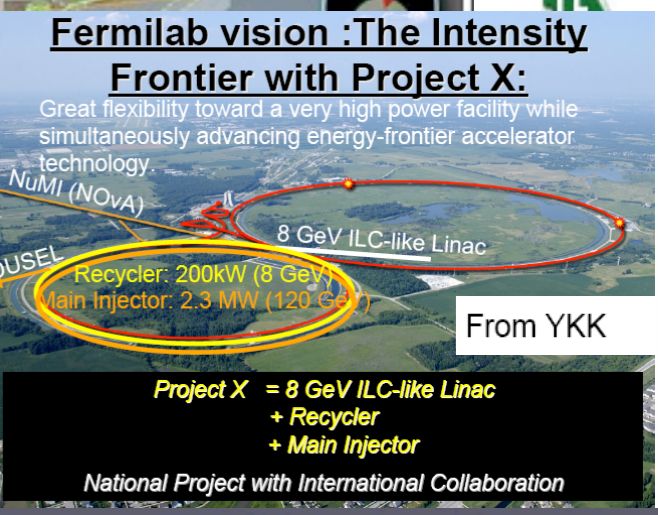 Fermilab vision :The Intensity
Frontier with Project X:
Great flexibility toward a very high power facility while
simultaneously advancing energy-frontier accelerator
technology
NuMI (NOvA)
8 GeV ILC-like Linac
DUSEL
Recycler: 200kW (8 GeV)
Main Injector: 2.3 MW (120 GeV)
From YKK
Project X = 8 GeV ILC-like Linac
+ Recycler
+ Main Injector
National Project with International Collaboration